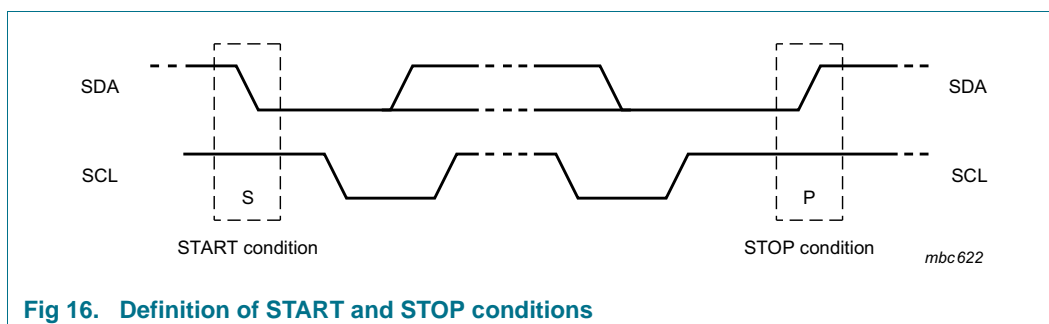 SDA
SDA
SCL
SCL
S
P
START condition
STOP condition
mbc622
Fig 16. Definition of START and STOP conditions